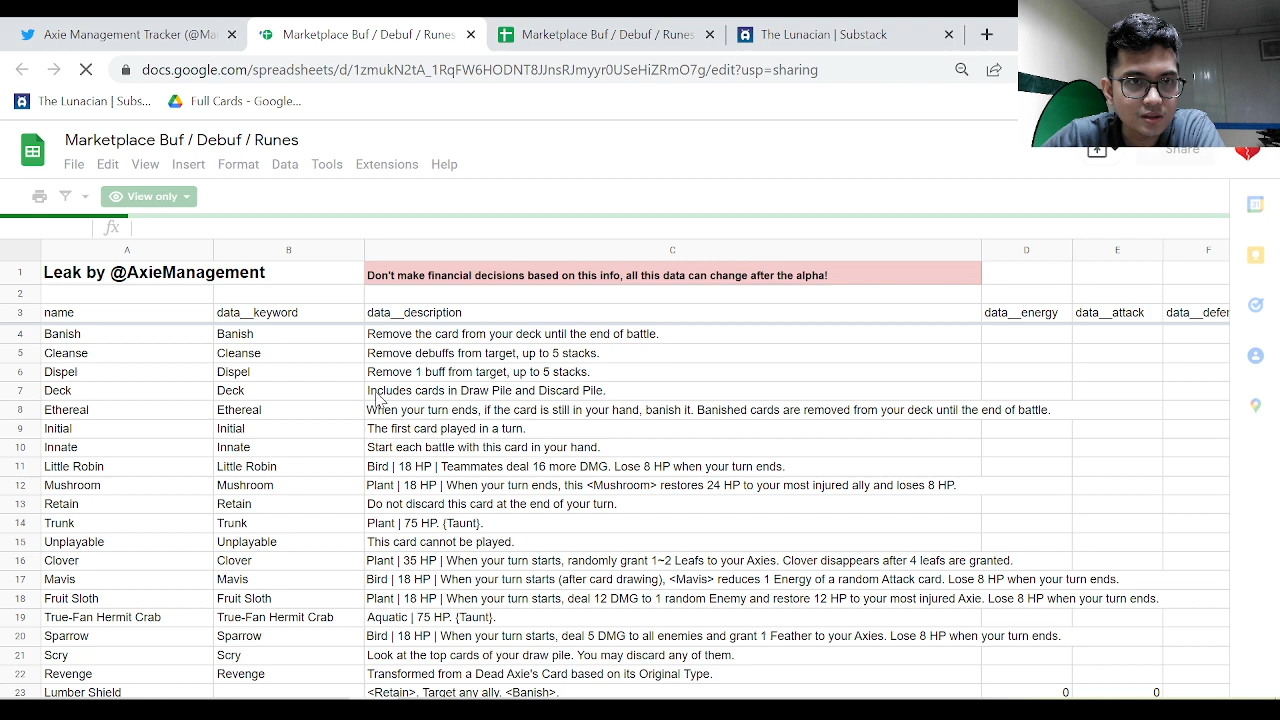 Axie Management Tracker (@Ma
Marketplace Buf / Debuf / Runes
Marketplace Buf / Debuf / Runes
The Lunacian | Substack
docs.google.com/spreadsheets/d/1zmukN2tA_1RqFW6HODNT8JJnsRJmyyr0USeHiZRmO7g/edit?usp=sharing
The Lunacian | Subs...
Full Cards - Google...
Marketplace Buf / Debuf / Runes
File Edit View Insert Format Data Tools Extensions Help
Share
View only
fx
A B C D E F
1 Leak by @AxieManagement Don't make financial decisions based on this info, all this data can change after the alpha!
2
3 name data__keyword data__description data__energy data__attack data__defer
4 Banish Banish Remove the card from your deck until the end of battle.
5 Cleanse Cleanse Remove debuffs from target, up to 5 stacks.
6 Dispel Dispel Remove 1 buff from target, up to 5 stacks.
7 Deck Deck Includes cards in Draw Pile and Discard Pile.
8 Ethereal Ethereal When your turn ends, if the card is still in your hand, banish it. Banished cards are removed from your deck until the end of battle.
9 Initial Initial The first card played in a turn.
10 Innate Innate Start each battle with this card in your hand.
11 Little Robin Little Robin Bird | 18 HP | Teammates deal 16 more DMG. Lose 8 HP when your turn ends.
12 Mushroom Mushroom Plant | 18 HP | When your turn ends, this <Mushroom> restores 24 HP to your most injured ally and loses 8 HP.
13 Retain Retain Do not discard this card at the end of your turn.
14 Trunk Trunk Plant | 75 HP. {Taunt}.
15 Unplayable Unplayable This card cannot be played.
16 Clover Clover Plant | 35 HP | When your turn starts, randomly grant 1~2 Leafs to your Axies. Clover disappears after 4 leafs are granted.
17 Mavis Mavis Bird | 18 HP | When your turn starts (after card drawing), <Mavis> reduces 1 Energy of a random Attack card. Lose 8 HP when your turn ends.
18 Fruit Sloth Fruit Sloth Plant | 18 HP | When your turn starts, deal 12 DMG to 1 random Enemy and restore 12 HP to your most injured Axie. Lose 8 HP when your turn ends.
19 True-Fan Hermit Crab True-Fan Hermit Crab Aquatic | 75 HP. {Taunt}.
20 Sparrow Sparrow Bird | 18 HP | When your turn starts, deal 5 DMG to all enemies and grant 1 Feather to your Axies. Lose 8 HP when your turn ends.
21 Scry Scry Look at the top cards of your draw pile. You may discard any of them.
22 Revenge Revenge Transformed from a Dead Axie's Card based on its Original Type.
23 Lumber Shield <Retain>. Target any ally. <Banish>. 0 0